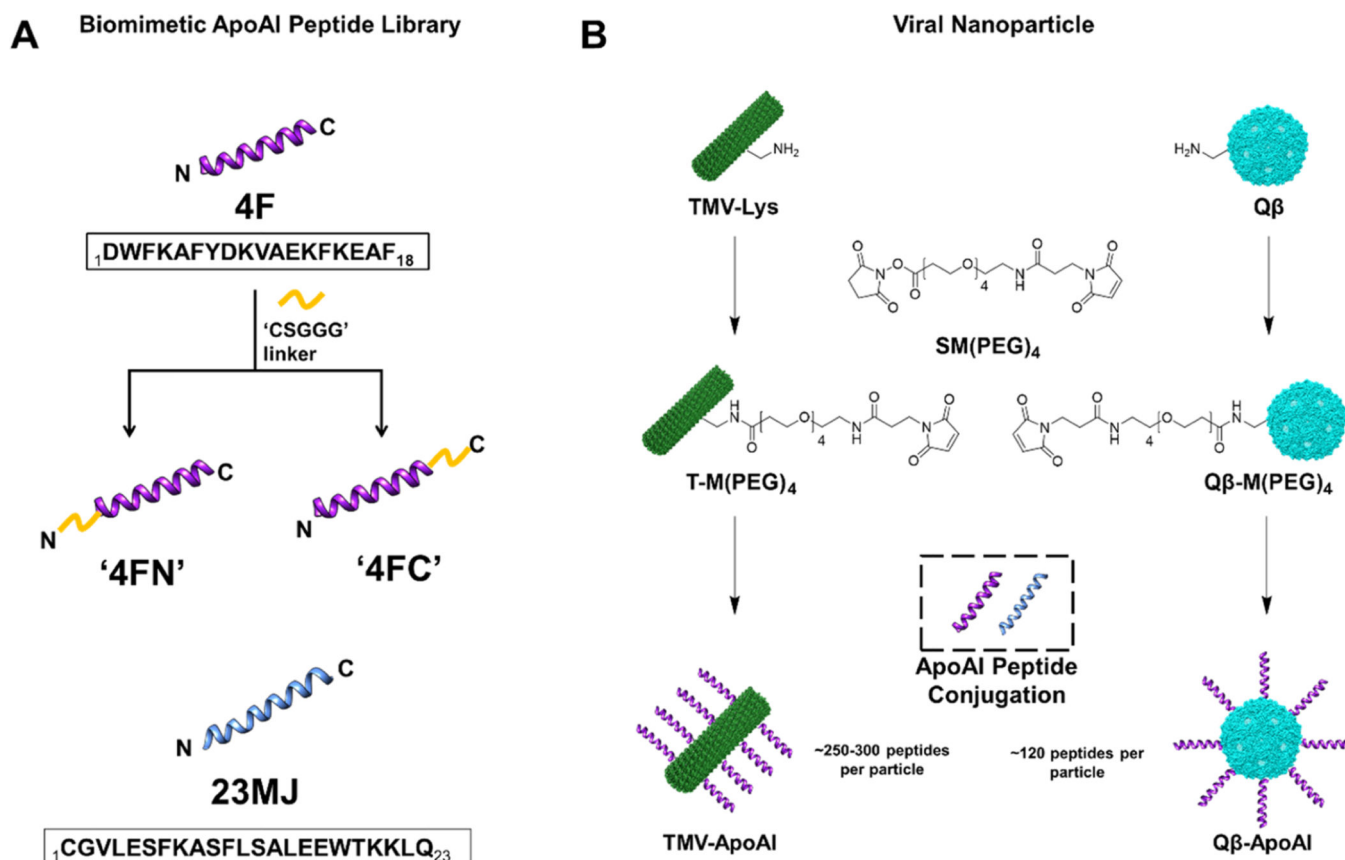 A
Biomimetic ApoAI Peptide Library
N
C
4F
1DWFKAFYDKVAEKFKEAF18
‘CSGGG’
linker
N
C
‘4FN’
N
C
‘4FC’
N
C
23MJ
1CGVLESFKASFLSALEEWTKKLQ23
B
Viral Nanoparticle
NH2
TMV-Lys
H2N
Qβ
O
N
O
O
O
O
4
N
H
O
O
N
O
SM(PEG)4
H
N
O
O
4
N
H
O
O
N
O
T-M(PEG)4
O
N
O
O
N
H
4
O
O
H
N
Qβ-M(PEG)4
ApoAI Peptide
Conjugation
~250-300 peptides
per particle
~120 peptides per
particle
TMV-ApoAI
Qβ-ApoAI